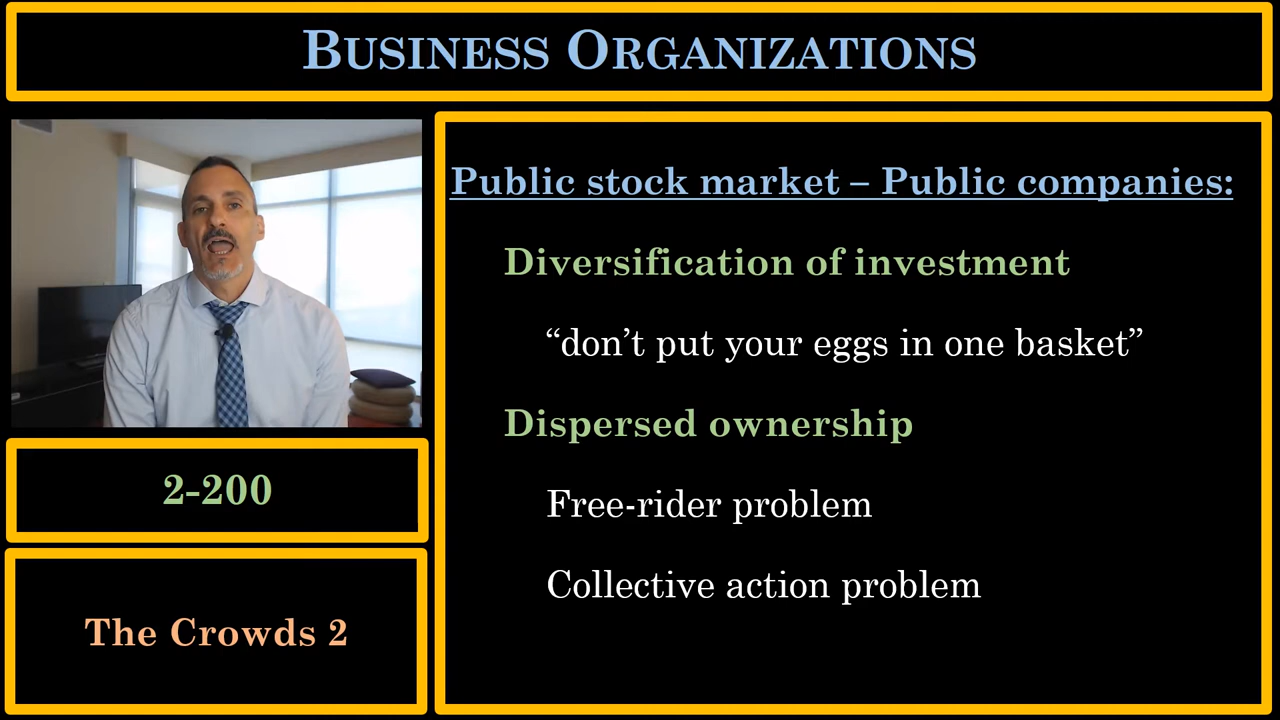 Business Organizations
Public stock market – Public companies:
Diversification of investment
“don’t put your eggs in one basket”
Dispersed ownership
Free-rider problem
Collective action problem
2-200
The Crowds 2